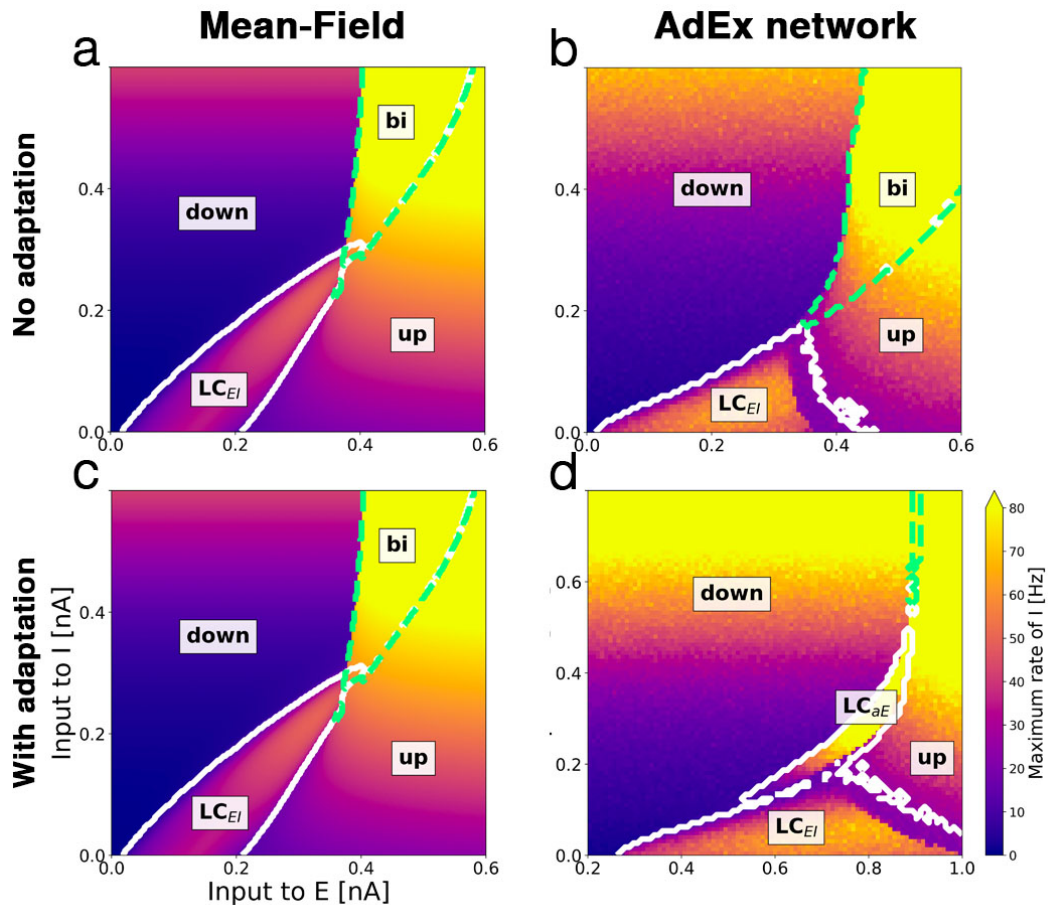 Mean-Field
AdEx network
No adaptation
With adaptation
a
bi
down
up
LC_EI
0.0
0.2
0.4
0.0
0.2
0.4
0.6
b
bi
down
up
LC_EI
0.0
0.2
0.4
0.0
0.2
0.4
0.6
c
bi
down
up
LC_EI
0.0
0.2
0.4
0.0
0.2
0.4
0.6
Input to I [nA]
Input to E [nA]
d
down
LC_aE
up
LC_EI
0.0
0.2
0.4
0.6
0.2
0.4
0.6
0.8
1.0
80
70
60
50
40
30
20
10
0
Maximum rate of I [Hz]